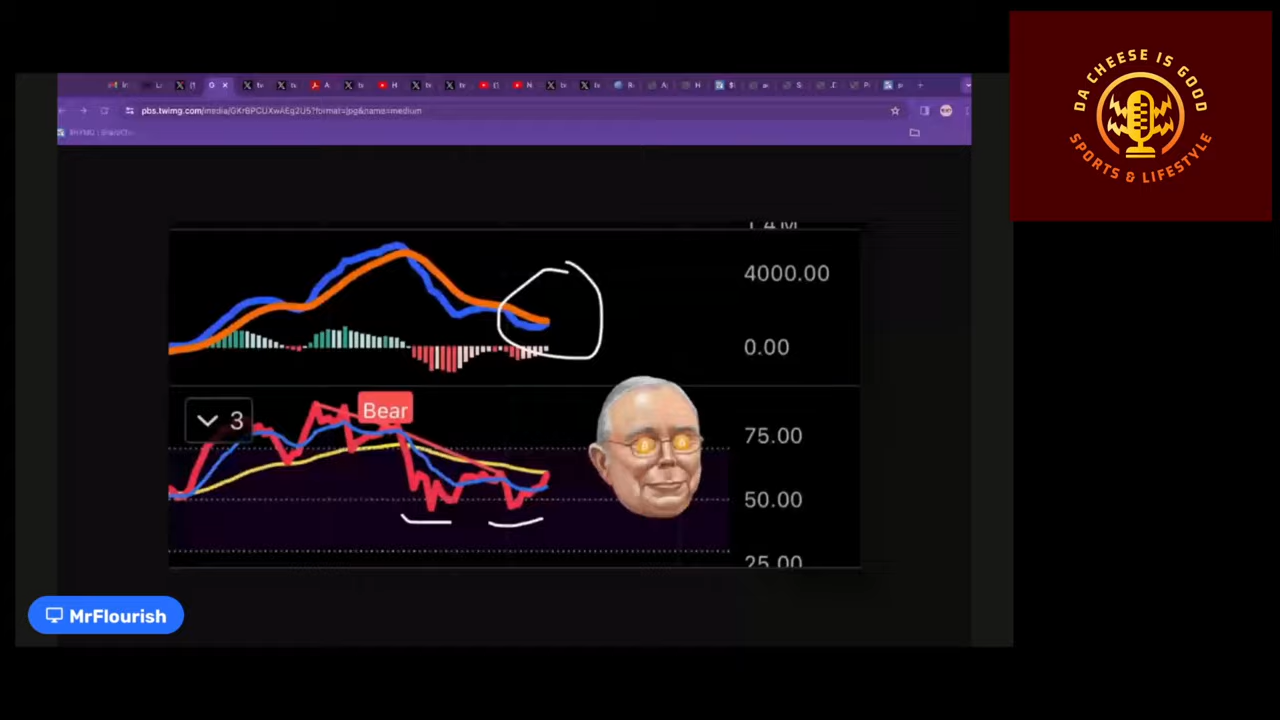 pbs.twimg.com/media/GKrBPCUXwAEg2U5?format=jpg&name=medium
DA CHEESE IS GOOD
SPORTS & LIFESTYLE
4000.00
0.00
3
Bear
75.00
50.00
25.00
MrFlourish